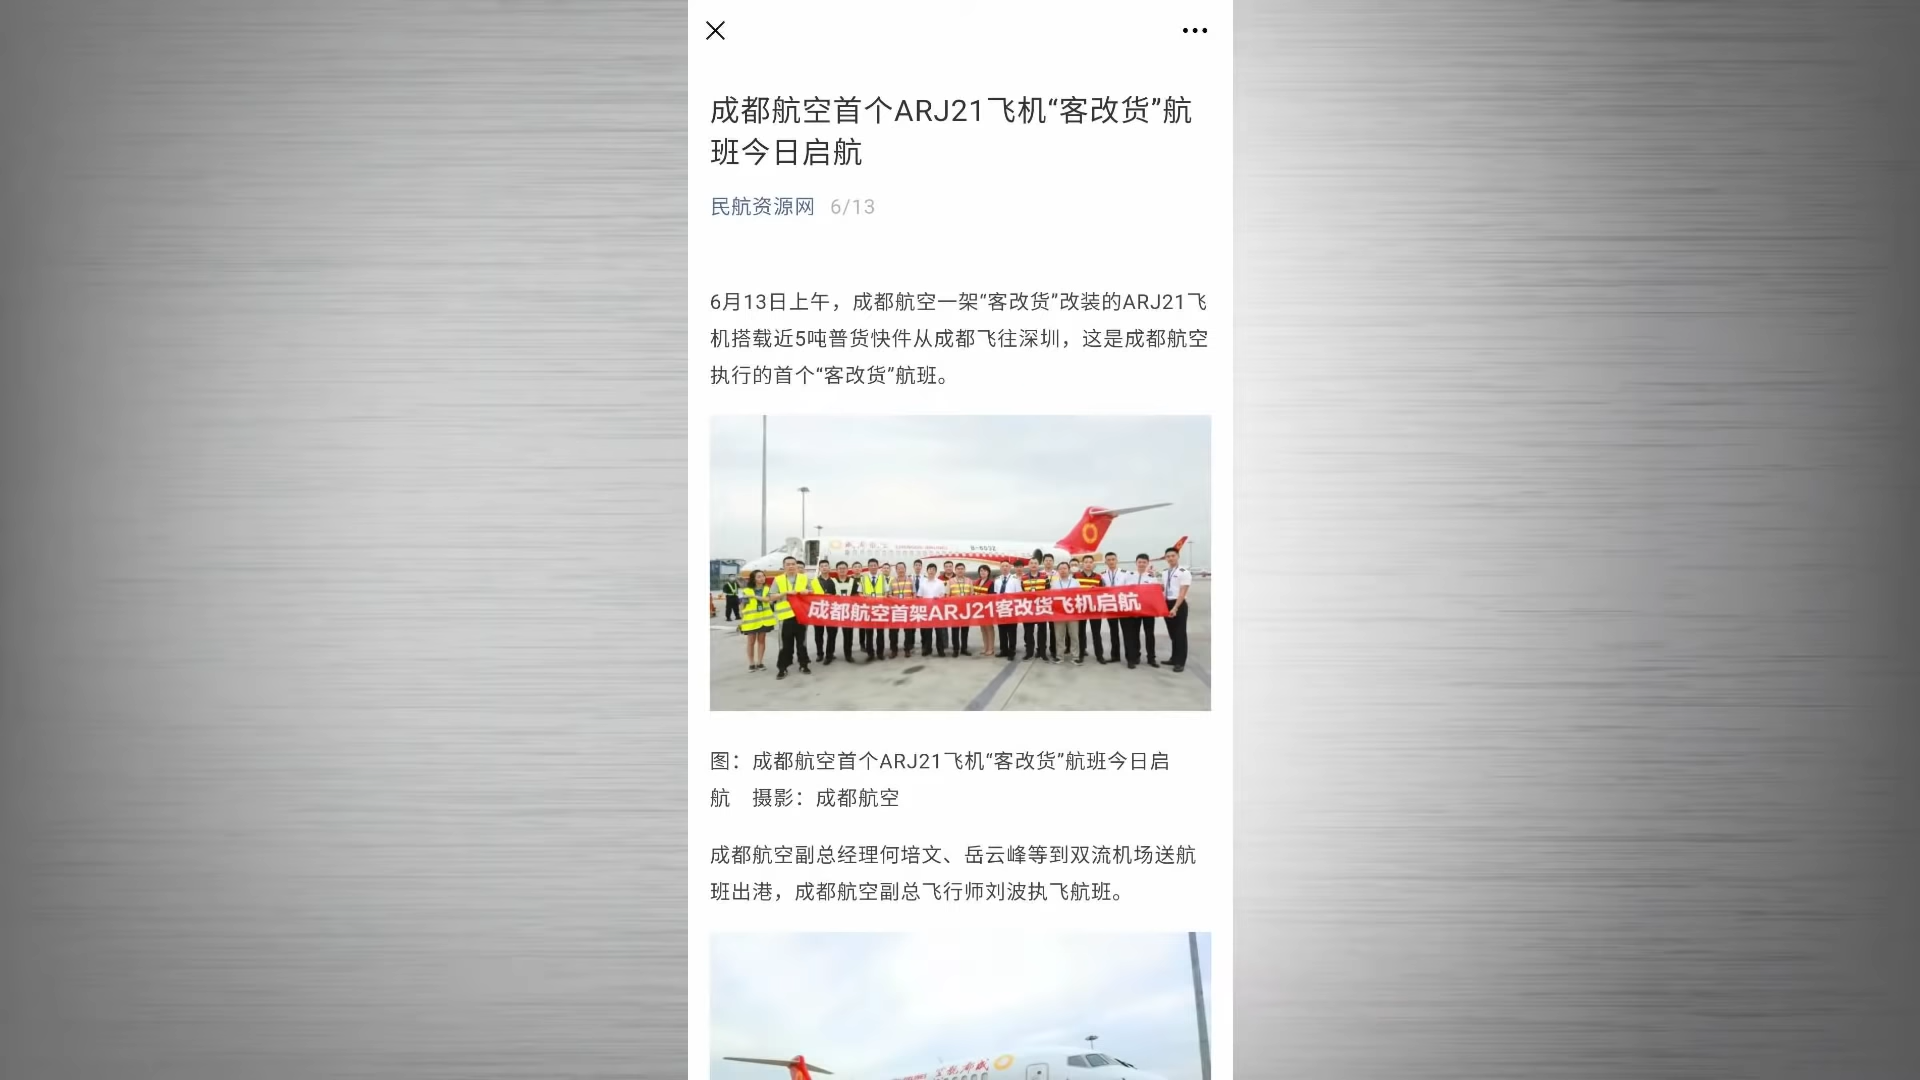 成都航空首个ARJ21飞机“客改货”航
班今日启航
民航资源网 6/13
6月13日上午，成都航空一架“客改货”改装的ARJ21飞
机搭载近5吨普货快件从成都飞往深圳，这是成都航空
执行的首个“客改货”航班。
成都航空首架ARJ21客改货飞机启航
图：成都航空首个ARJ21飞机“客改货”航班今日启
航 摄影：成都航空
成都航空副总经理何培文、岳云峰等到双流机场送航
班出港，成都航空副总飞行师刘波执飞航班。